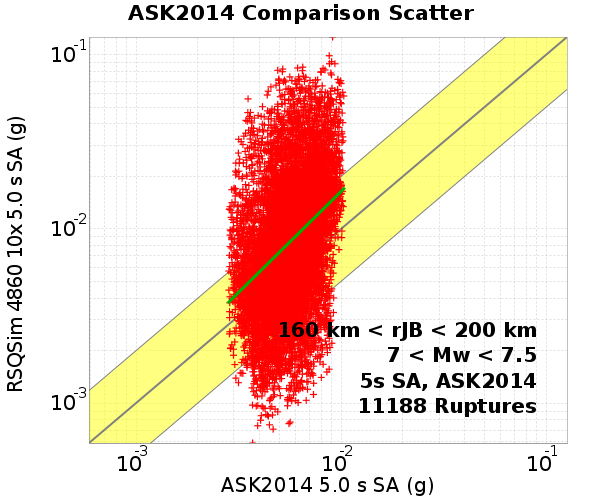 ASK2014 Comparison Scatter
10-1
10-2
10-3
RSQSim 4860 10x 5.0 s SA (g)
160 km < rJB < 200 km
7 < Mw < 7.5
5s SA, ASK2014
11188 Ruptures
10-3 10-2 10-1
ASK2014 5.0 s SA (g)